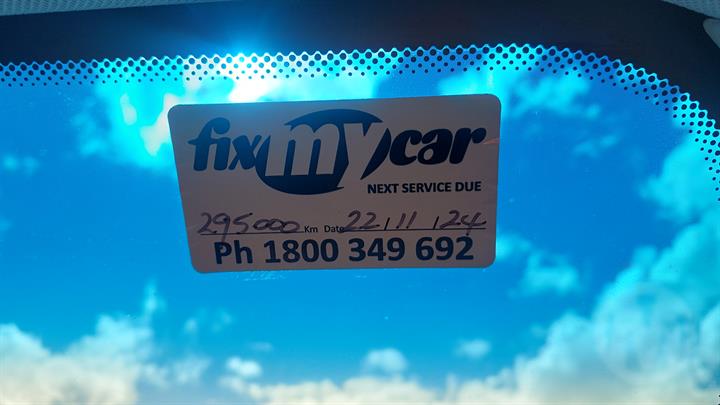 fixmycar
NEXT SERVICE DUE
295000 Km Date 22/11/24
Ph 1800 349 692